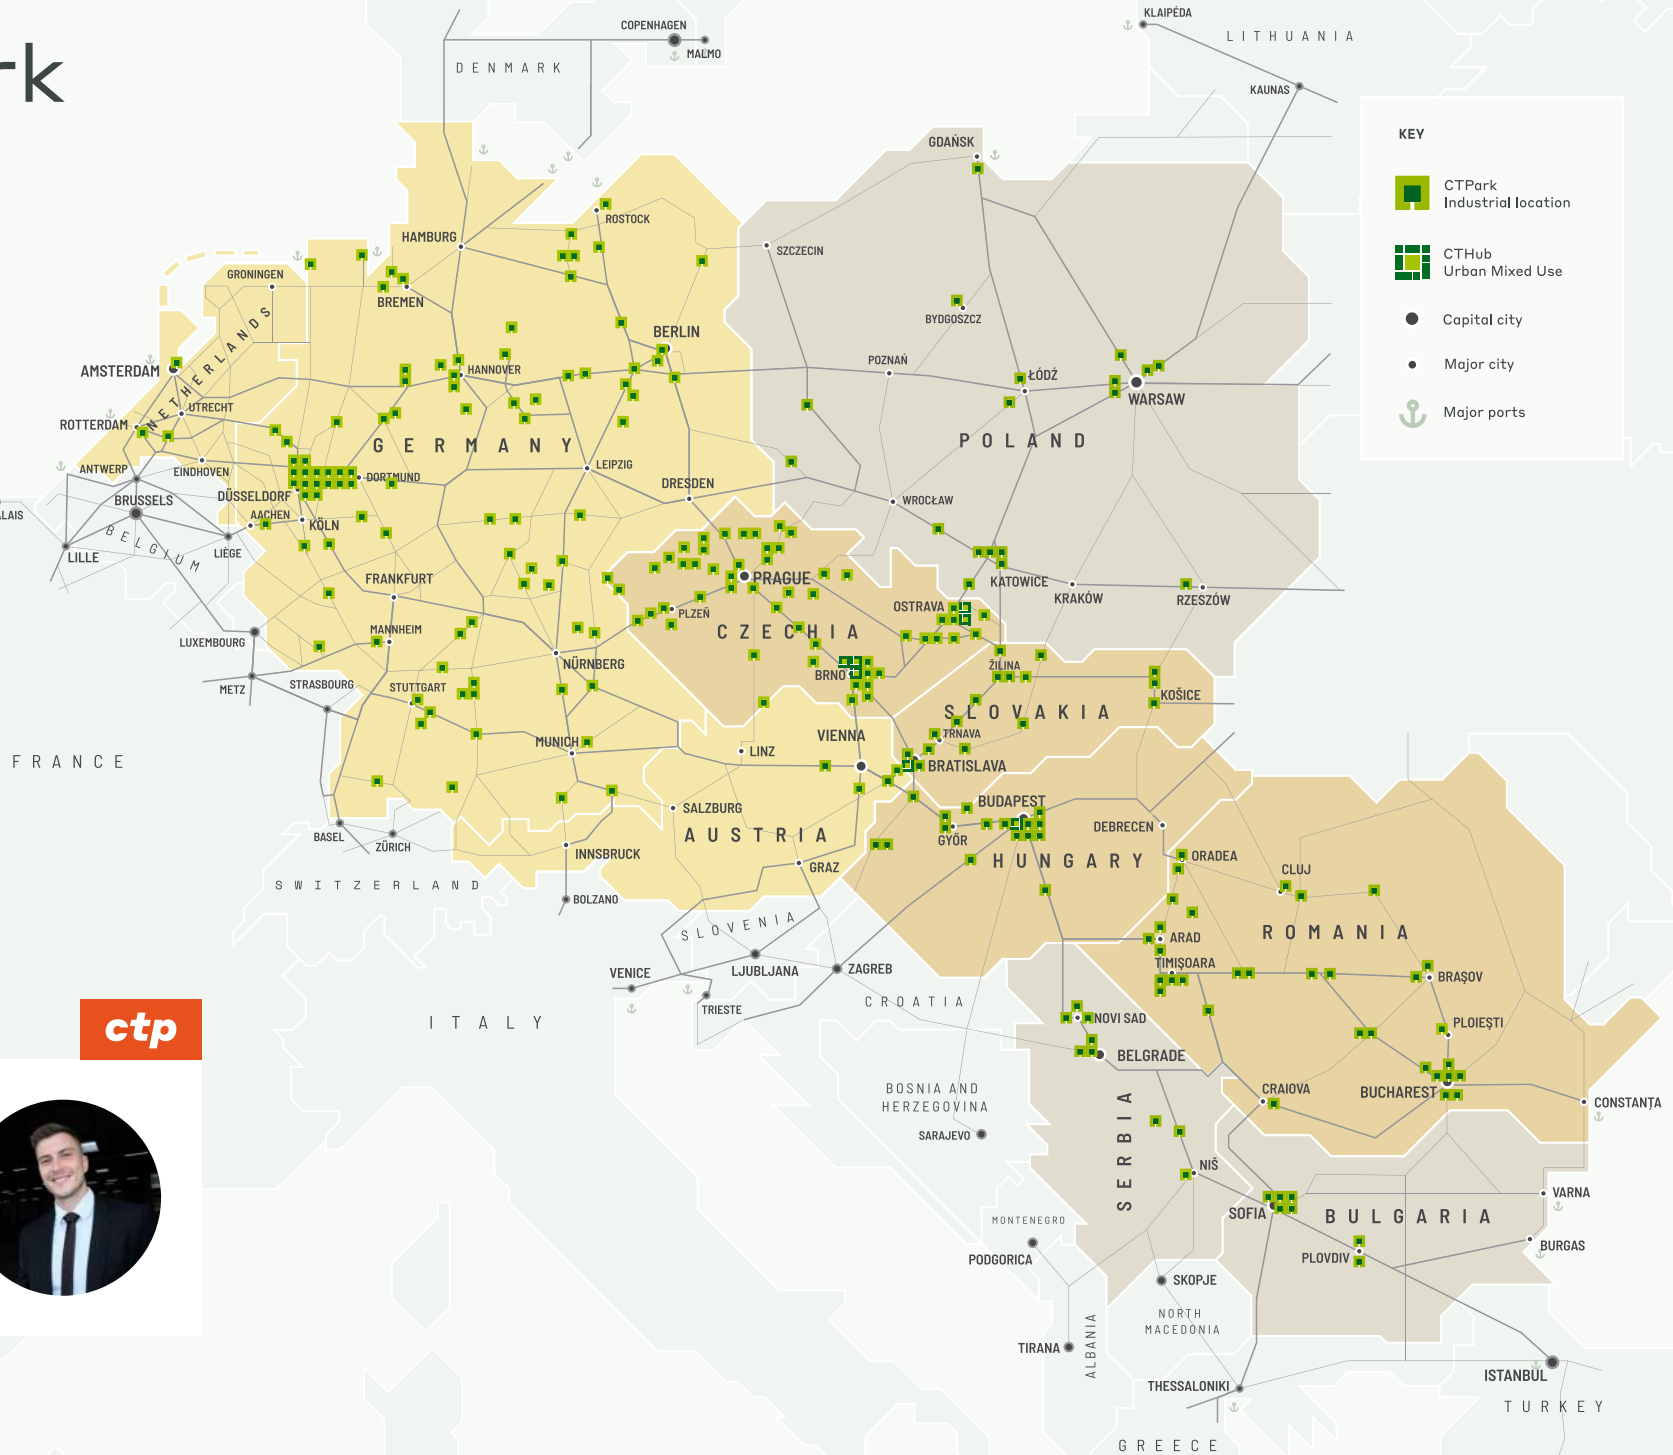 rk
COPENHAGEN
MALMO
DENMARK
KLAIPÉDA
LITHUANIA
KAUNAS
KEY
CTPark
Industrial location
CTHub
Urban Mixed Use
Capital city
Major city
Major ports
GDAŃSK
ROSTOCK
HAMBURG
SZCZECIN
GRONINGEN
BREMEN
BYDGOSZCZ
BERLIN
NETHERLANDS
AMSTERDAM
HANNOVER
POZNAŃ
ŁÓDŹ
WARSAW
UTRECHT
ROTTERDAM
GERMANY
POLAND
ANTWERP
EINDHOVEN
DORTMUND
LEIPZIG
DRESDEN
DÜSSELDORF
BRUSSELS
WROCŁAW
LAIS
AACHEN
KÖLN
BELGIUM
LIÈGE
LILLE
FRANKFURT
PRAGUE
KATOWICE
KRAKÓW
RZESZÓW
OSTRAVA
PLZEŇ
CZECHIA
MANNHEIM
LUXEMBOURG
NÜRNBERG
ŽILINA
BRNO
METZ
STRASBOURG
STUTTGART
KOŠICE
SLOVAKIA
TRNAVA
VIENNA
MUNICH
LINZ
FRANCE
BRATISLAVA
BUDAPEST
SALZBURG
DEBRECEN
AUSTRIA
GYŐR
BASEL
ZÜRICH
INNSBRUCK
HUNGARY
ORADEA
GRAZ
CLUJ
SWITZERLAND
BOLZANO
SLOVENIA
ARAD
ROMANIA
TIMIȘOARA
VENICE
LJUBLJANA
ZAGREB
BRAȘOV
TRIESTE
CROATIA
ITALY
NOVI SAD
PLOIEȘTI
ctp
BELGRADE
BOSNIA AND
HERZEGOVINA
CRAIOVA
BUCHAREST
CONSTANȚA
SARAJEVO
SERBIA
NIŠ
VARNA
SOFIA
BULGARIA
MONTENEGRO
PODGORICA
PLOVDIV
BURGAS
SKOPJE
NORTH
MACEDONIA
TIRANA
ALBANIA
ISTANBUL
THESSALONIKI
TURKEY
GREECE